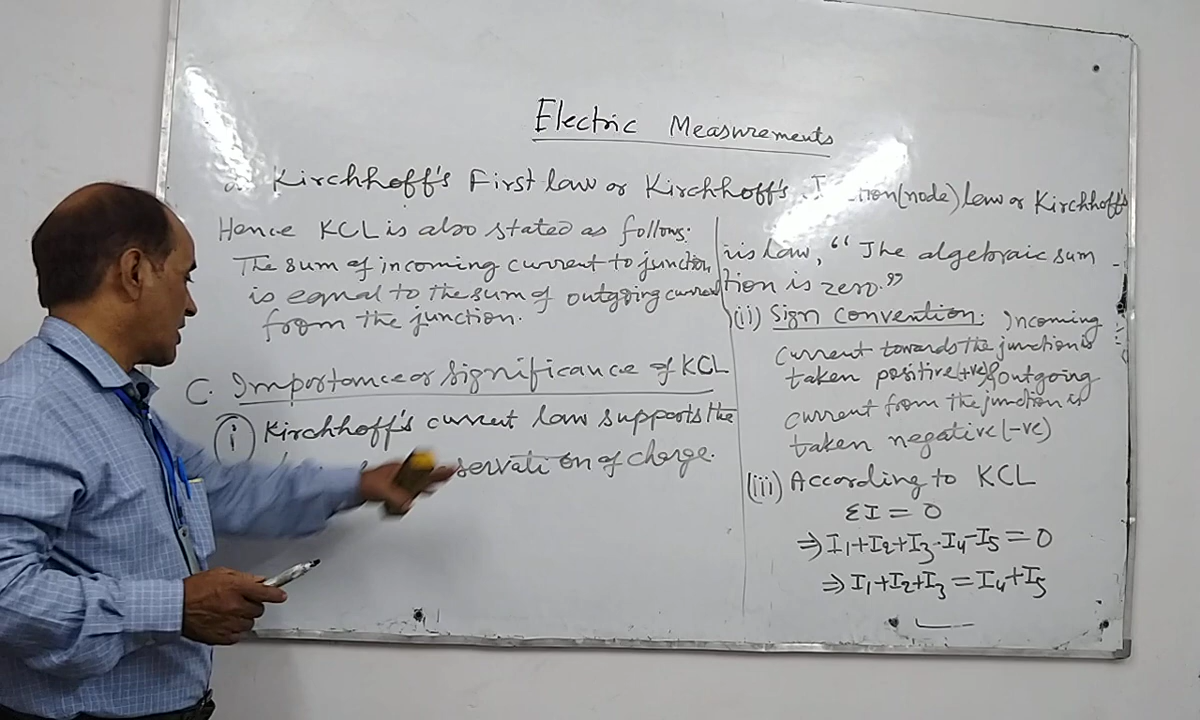 Electric Measurements
Kirchhoff's First law or Kirchhoff's (node) law or Kirchhoff's
Hence KCL is also stated as follows:
The sum of incoming current to junction
is equal to the sum of outgoing current
from the junction.
C. Importance or significance of KCL
(i) Kirchhoff's current law supports the
of charge.
law, “ The algebraic sum
is zero.”
(ii) Sign Convention: Incoming
current towards the junction is
taken positive(+ve) & outgoing
current from the junction is
taken negative(-ve)
(iii) According to KCL
ΣI = 0
⇒ I₁+I₂+I₃-I₄-I₅ = 0
⇒ I₁+I₂+I₃ = I₄+I₅